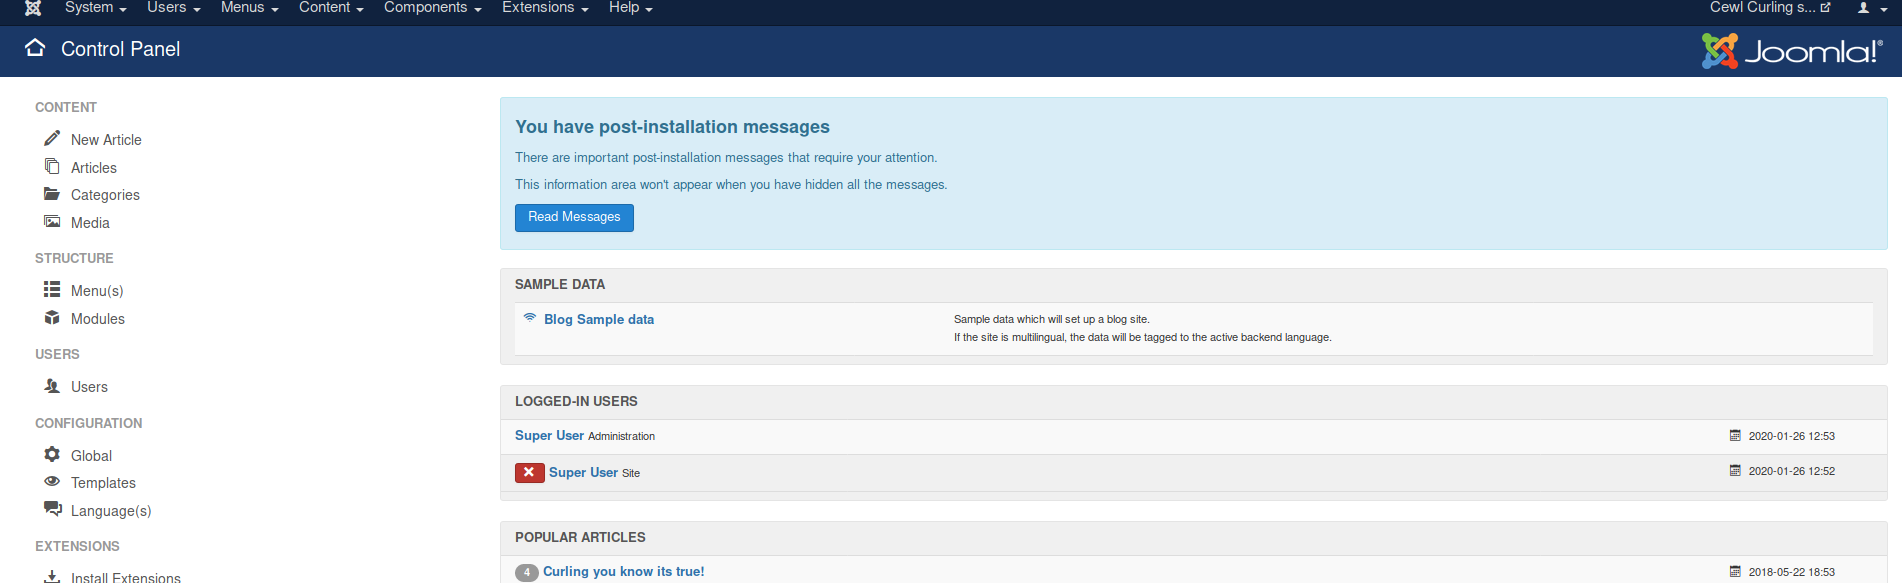 System Users Menus Content Components Extensions Help Cewl Curling s...
Control Panel Joomla!®
CONTENT
New Article
Articles
Categories
Media
STRUCTURE
Menu(s)
Modules
USERS
Users
CONFIGURATION
Global
Templates
Language(s)
EXTENSIONS
Install Extensions
You have post-installation messages
There are important post-installation messages that require your attention.
This information area won't appear when you have hidden all the messages.
Read Messages
SAMPLE DATA
Blog Sample data
Sample data which will set up a blog site.
If the site is multilingual, the data will be tagged to the active backend language.
LOGGED-IN USERS
Super User Administration 2020-01-26 12:53
Super User Site 2020-01-26 12:52
POPULAR ARTICLES
4 Curling you know its true! 2018-05-22 18:53